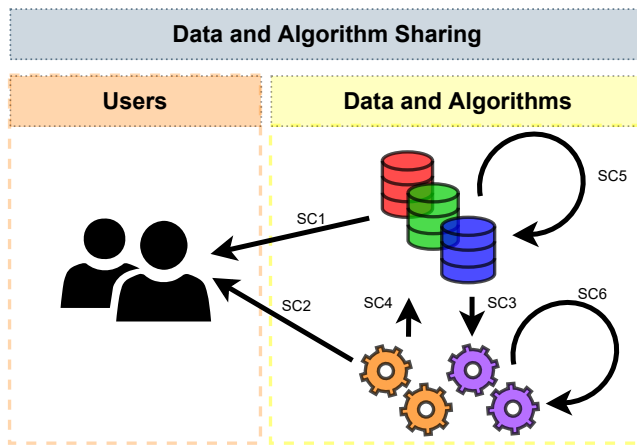 Data and Algorithm Sharing
Users
Data and Algorithms
SC5
SC1
SC2
SC4
SC3
SC6